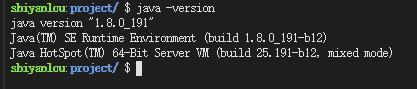 shiyanlou:project/ $ java -version
java version "1.8.0_191"
Java(TM) SE Runtime Environment (build 1.8.0_191-b12)
Java HotSpot(TM) 64-Bit Server VM (build 25.191-b12, mixed mode)
shiyanlou:project/ $